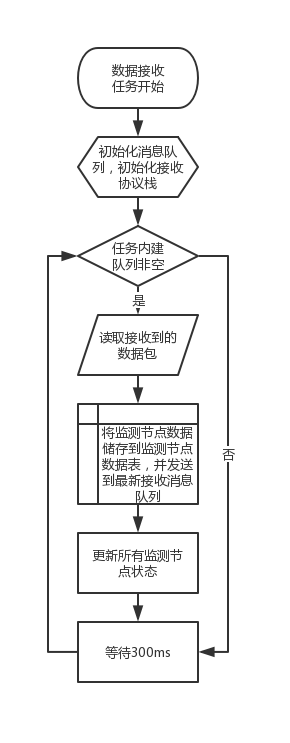 数据接收
任务开始
初始化消息队
列，初始化接收
协议栈
任务内建
队列非空
是
读取接收到的
数据包
将监测节点数据
储存到监测节点
数据表，并发送
到最新接收消息
队列
否
更新所有监测节
点状态
等待300ms